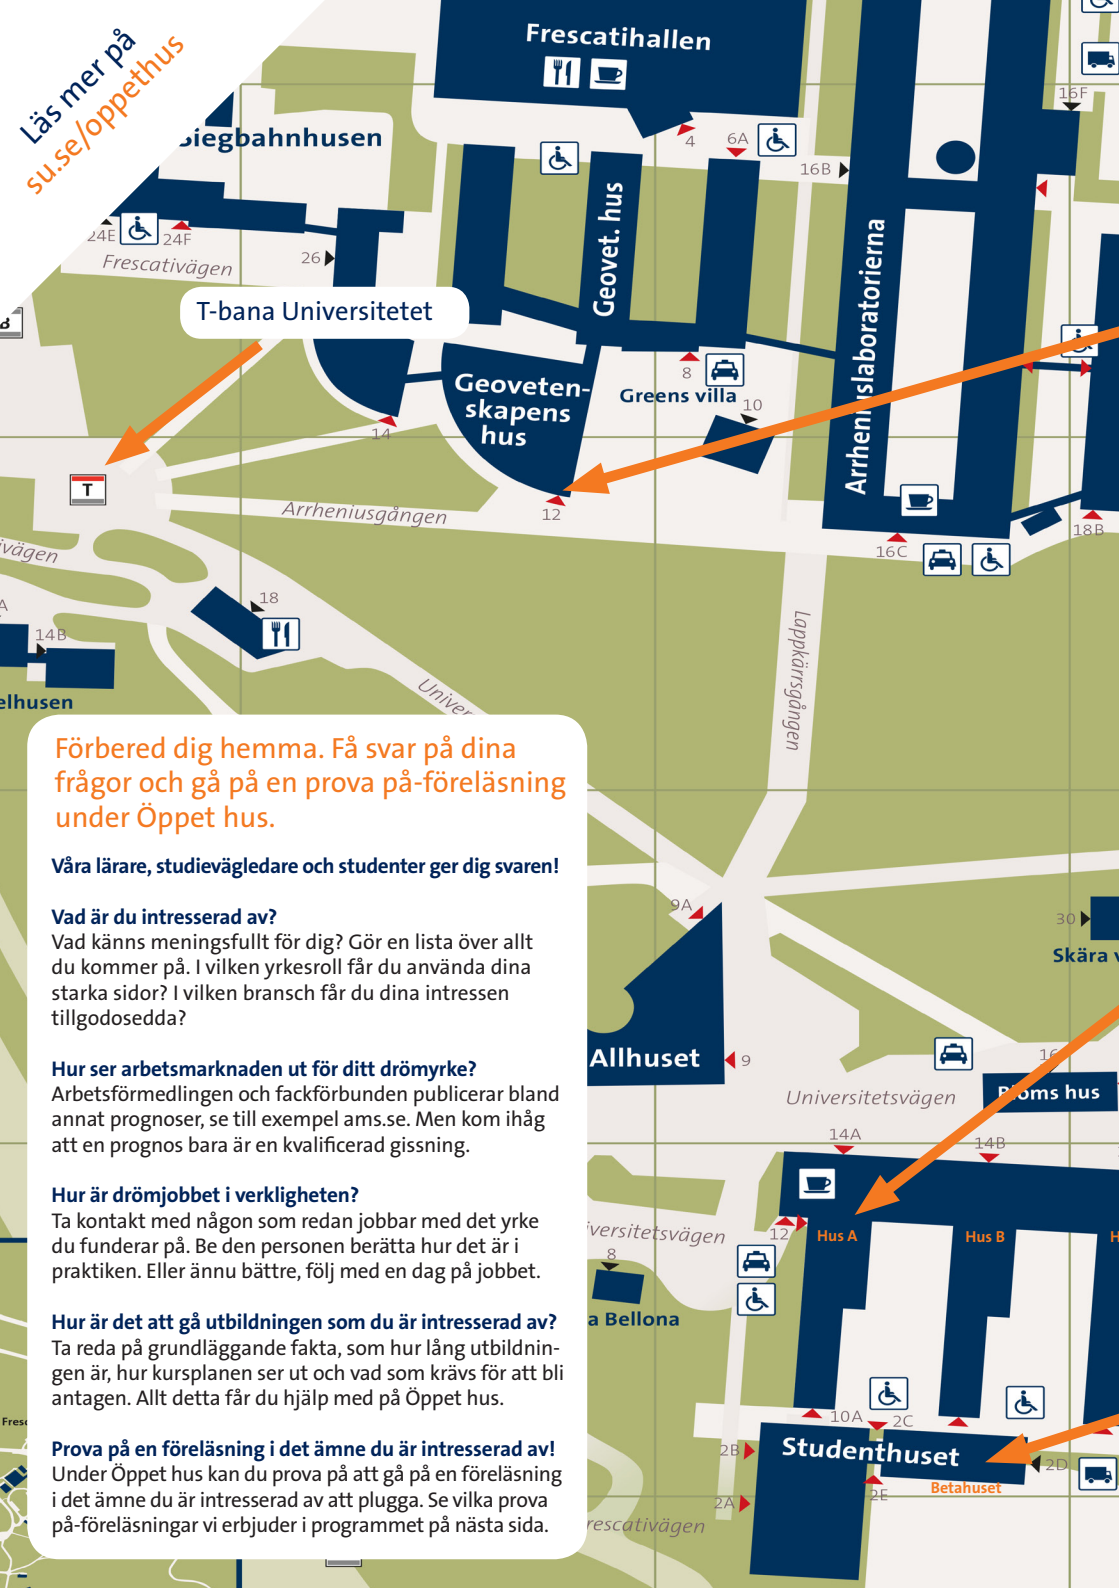 Läs mer på
su.se/oppethus
Frescatihallen
16F
4
6A
16B
24E
24F
Frescativägen
26
Geovet. hus
Arrheniuslaboratorierna
T-bana Universitetet
8
Greens villa
10
Geoveten-
skapens
hus
14
T
12
Arrheniusgången
16C
18B
18
14B
Lappkärrsgången
Förbered dig hemma. Få svar på dina
frågor och gå på en prova på-föreläsning
under Öppet hus.
Våra lärare, studievägledare och studenter ger dig svaren!
Vad är du intresserad av?
Vad känns meningsfullt för dig? Gör en lista över allt
du kommer på. I vilken yrkesroll får du använda dina
starka sidor? I vilken bransch får du dina intressen
tillgodosedda?
Hur ser arbetsmarknaden ut för ditt drömyrke?
Arbetsförmedlingen och fackförbunden publicerar bland
annat prognoser, se till exempel ams.se. Men kom ihåg
att en prognos bara är en kvalificerad gissning.
Hur är drömjobbet i verkligheten?
Ta kontakt med någon som redan jobbar med det yrke
du funderar på. Be den personen berätta hur det är i
praktiken. Eller ännu bättre, följ med en dag på jobbet.
Hur är det att gå utbildningen som du är intresserad av?
Ta reda på grundläggande fakta, som hur lång utbildnin-
gen är, hur kursplanen ser ut och vad som krävs för att bli
antagen. Allt detta får du hjälp med på Öppet hus.
Prova på en föreläsning i det ämne du är intresserad av!
Under Öppet hus kan du prova på att gå på en föreläsning
i det ämne du är intresserad av att plugga. Se vilka prova
på-föreläsningar vi erbjuder i programmet på nästa sida.
9A
30
Skära
Allhuset
9
Universitetsvägen
Bloms hus
14A
14B
12
Hus A
Hus B
8
a Bellona
10A
2C
2B
Studenthuset
2D
Betahuset
2E
2A